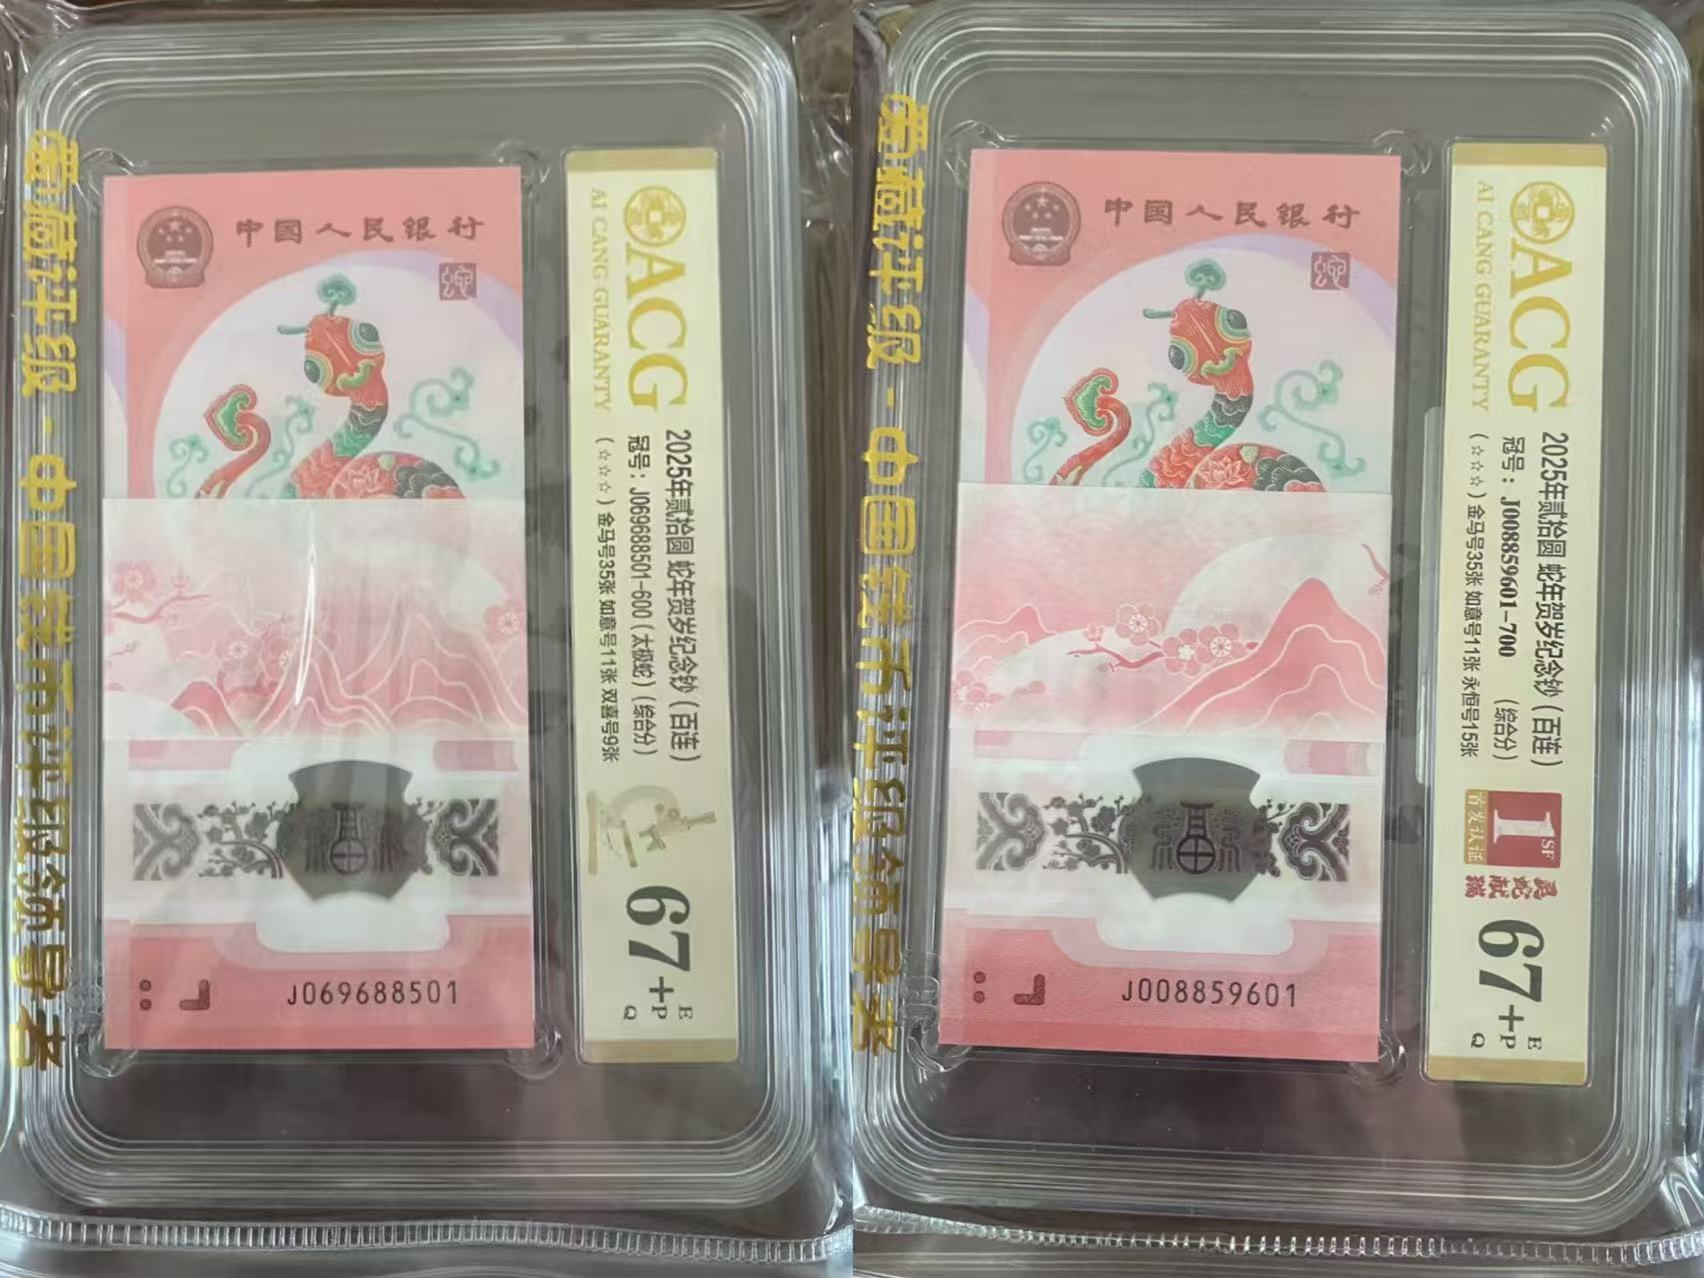 爱藏评级 - 中国钱币评级领导者
中国人民银行
J069688501
ACG
AI CANG GUARANTY
2025年贰拾圆 蛇年贺岁纪念钞 (百连)
冠号: J069688501-600 (太极蛇) (综合分)
(☆☆☆) 金马号35张 如意号11张 双喜号9张
67+
E
P
Q
爱藏评级 - 中国钱币评级领导者
中国人民银行
J008859601
ACG
AI CANG GUARANTY
2025年贰拾圆 蛇年贺岁纪念钞 (百连)
冠号: J008859601-700 (综合分)
(☆☆☆) 金马号35张 如意号11张 永恒号15张
1SF
首发认证
灵蛇献瑞
67+
E
P
Q